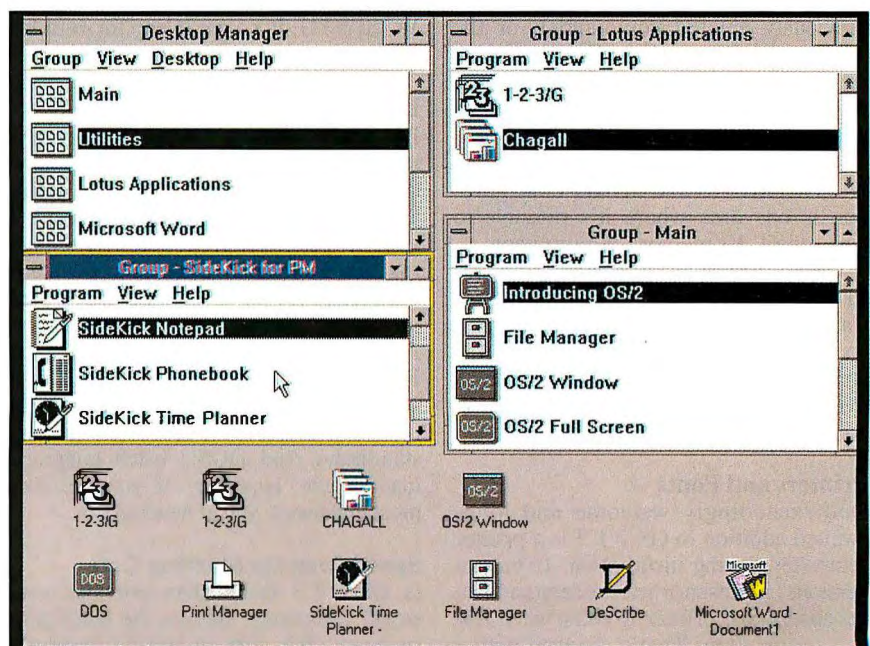 Desktop Manager
Group View Desktop Help
Main
Utilities
Lotus Applications
Microsoft Word
Group - Lotus Applications
Program View Help
1-2-3/G
Chagall
Group - SideKick for PM
Program View Help
SideKick Notepad
SideKick Phonebook
SideKick Time Planner
Group - Main
Program View Help
Introducing OS/2
File Manager
OS/2 OS/2 Window
OS/2 OS/2 Full Screen
123
1-2-3/G
123
1-2-3/G
CHAGALL
OS/2
OS/2 Window
DOS
DOS
Print Manager
SideKick Time
Planner -
File Manager
DeScribe
Microsoft
W
Microsoft Word -
Document1